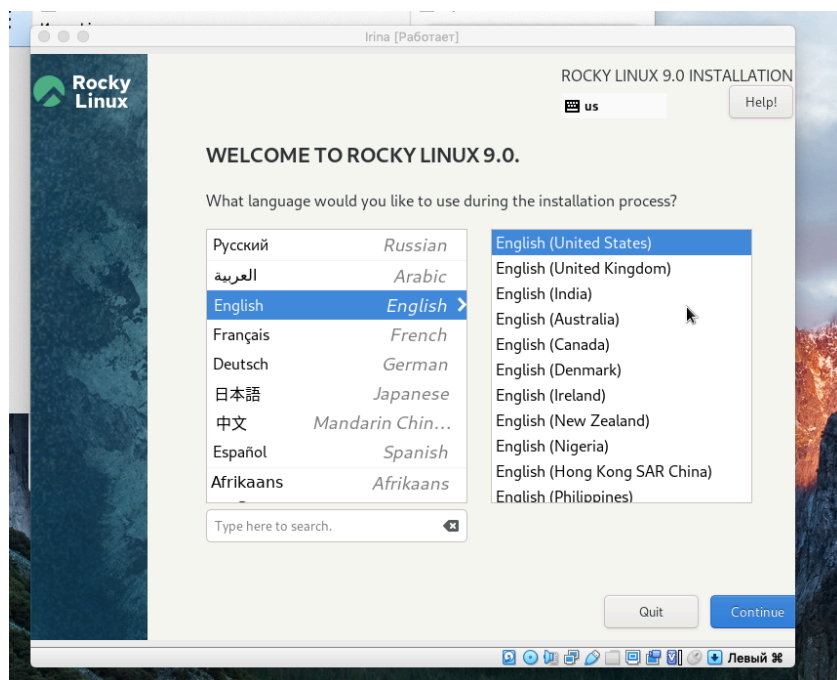 Irina [Работает]
Rocky
Linux
ROCKY LINUX 9.0 INSTALLATION
us
Help!
WELCOME TO ROCKY LINUX 9.0.
What language would you like to use during the installation process?
Русский Russian
العربية Arabic
English English
Français French
Deutsch German
日本語 Japanese
中文 Mandarin Chin...
Español Spanish
Afrikaans Afrikaans
English (United States)
English (United Kingdom)
English (India)
English (Australia)
English (Canada)
English (Denmark)
English (Ireland)
English (New Zealand)
English (Nigeria)
English (Hong Kong SAR China)
English (Philippines)
Type here to search.
Quit
Continue
Левый ⌘